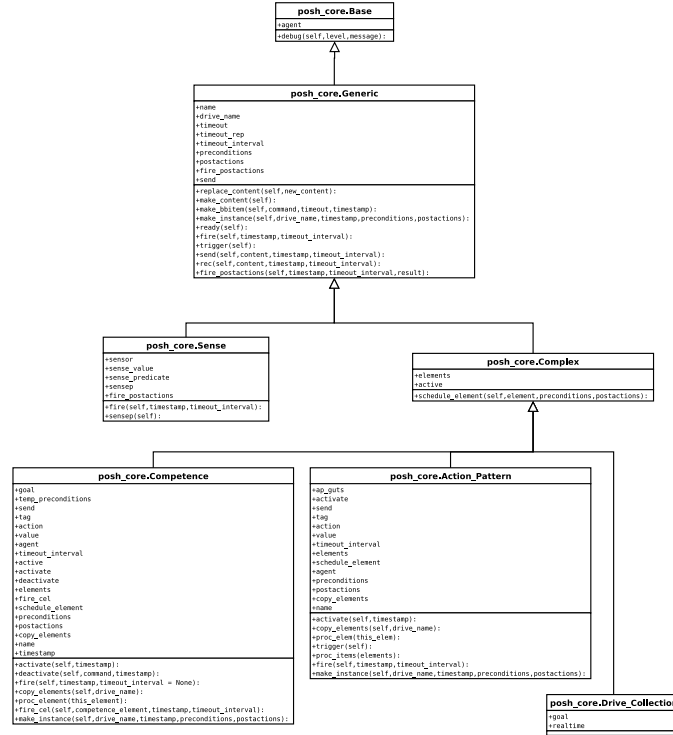 posh_core.Base
+agent
+debug(self,level,message):
posh_core.Generic
+name
+drive_name
+timeout
+timeout_rep
+timeout_interval
+preconditions
+postactions
+fire_postactions
+send
+replace_content(self,new_content):
+make_content(self):
+make_bbitem(self,command,timeout,timestamp):
+make_instance(self,drive_name,timestamp,preconditions,postactions):
+ready(self):
+fire(self,timestamp,timeout_interval):
+trigger(self):
+send(self,content,timestamp,timeout_interval):
+rec(self,content,timestamp,timeout_interval):
+fire_postactions(self,timestamp,timeout_interval,result):
posh_core.Sense
+sensor
+sense_value
+sense_predicate
+sensep
+fire_postactions
+fire(self,timestamp,timeout_interval):
+sensep(self):
posh_core.Complex
+elements
+active
+schedule_element(self,element,preconditions,postactions):
posh_core.Competence
+goal
+temp_preconditions
+send
+tag
+action
+value
+agent
+timeout_interval
+active
+activate
+deactivate
+elements
+fire_cel
+schedule_element
+preconditions
+postactions
+copy_elements
+name
+timestamp
+activate(self,timestamp):
+deactivate(self,command,timestamp):
+fire(self,timestamp,timeout_interval = None):
+copy_elements(self,drive_name):
+proc_element(this_element):
+fire_cel(self,competence_element,timestamp,timeout_interval):
+make_instance(self,drive_name,timestamp,preconditions,postactions):
posh_core.Action_Pattern
+ap_guts
+activate
+send
+tag
+action
+value
+timeout_interval
+elements
+schedule_element
+agent
+preconditions
+postactions
+copy_elements
+name
+activate(self,timestamp):
+copy_elements(self,drive_name):
+proc_elem(this_elem):
+trigger(self):
+proc_items(elements):
+fire(self,timestamp,timeout_interval):
+make_instance(self,drive_name,timestamp,preconditions,postactions):
posh_core.Drive_Collection
+goal
+realtime